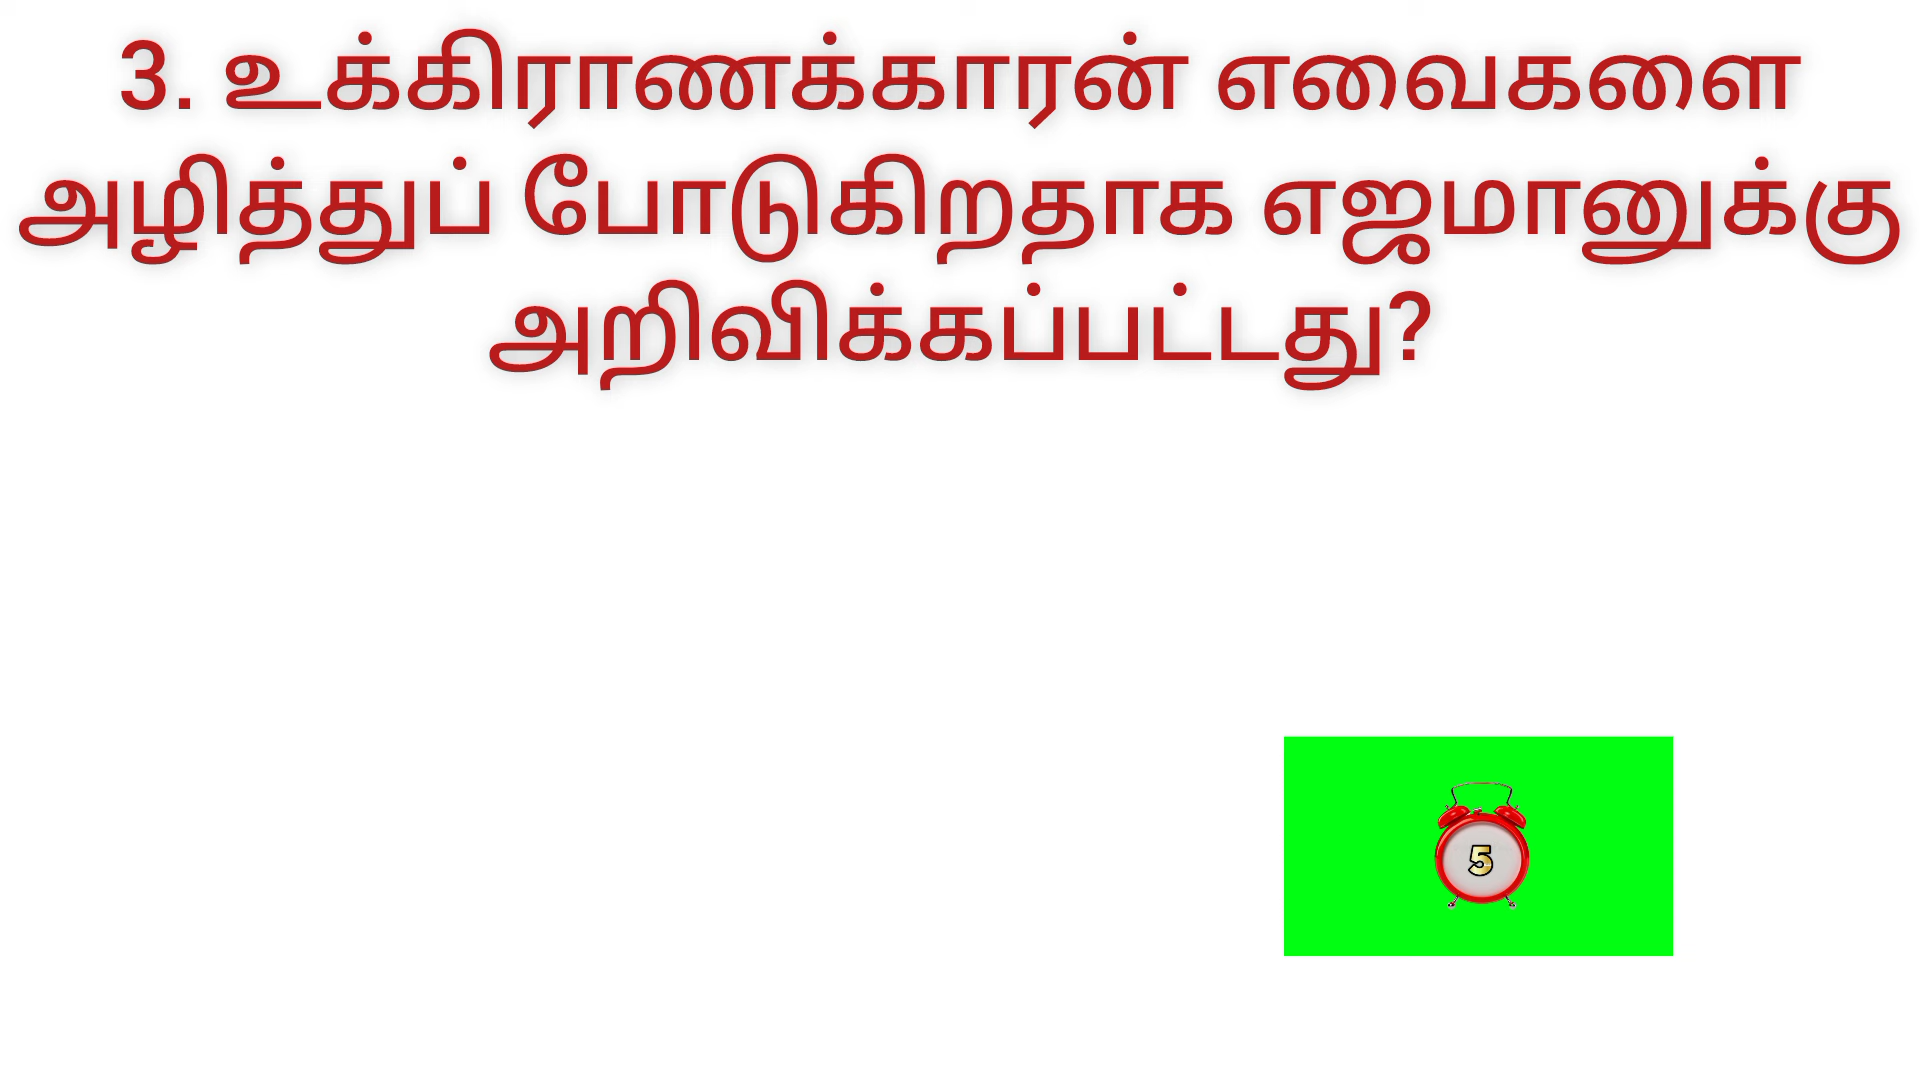 3. உக்கிராணக்காரன் எவைகளை
அழித்துப் போடுகிறதாக எஜமானுக்கு
அறிவிக்கப்பட்டது?
5